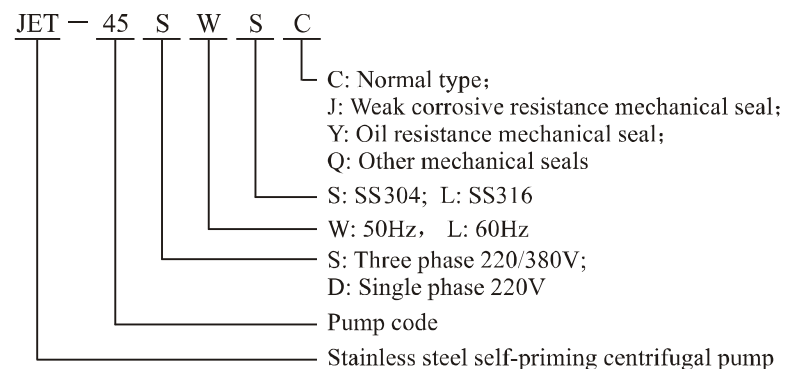 JET－45 S W S C
C: Normal type；
J: Weak corrosive resistance mechanical seal；
Y: Oil resistance mechanical seal；
Q: Other mechanical seals
S: SS304；L: SS316
W: 50Hz， L: 60Hz
S: Three phase 220/380V；
D: Single phase 220V
Pump code
Stainless steel self-priming centrifugal pump